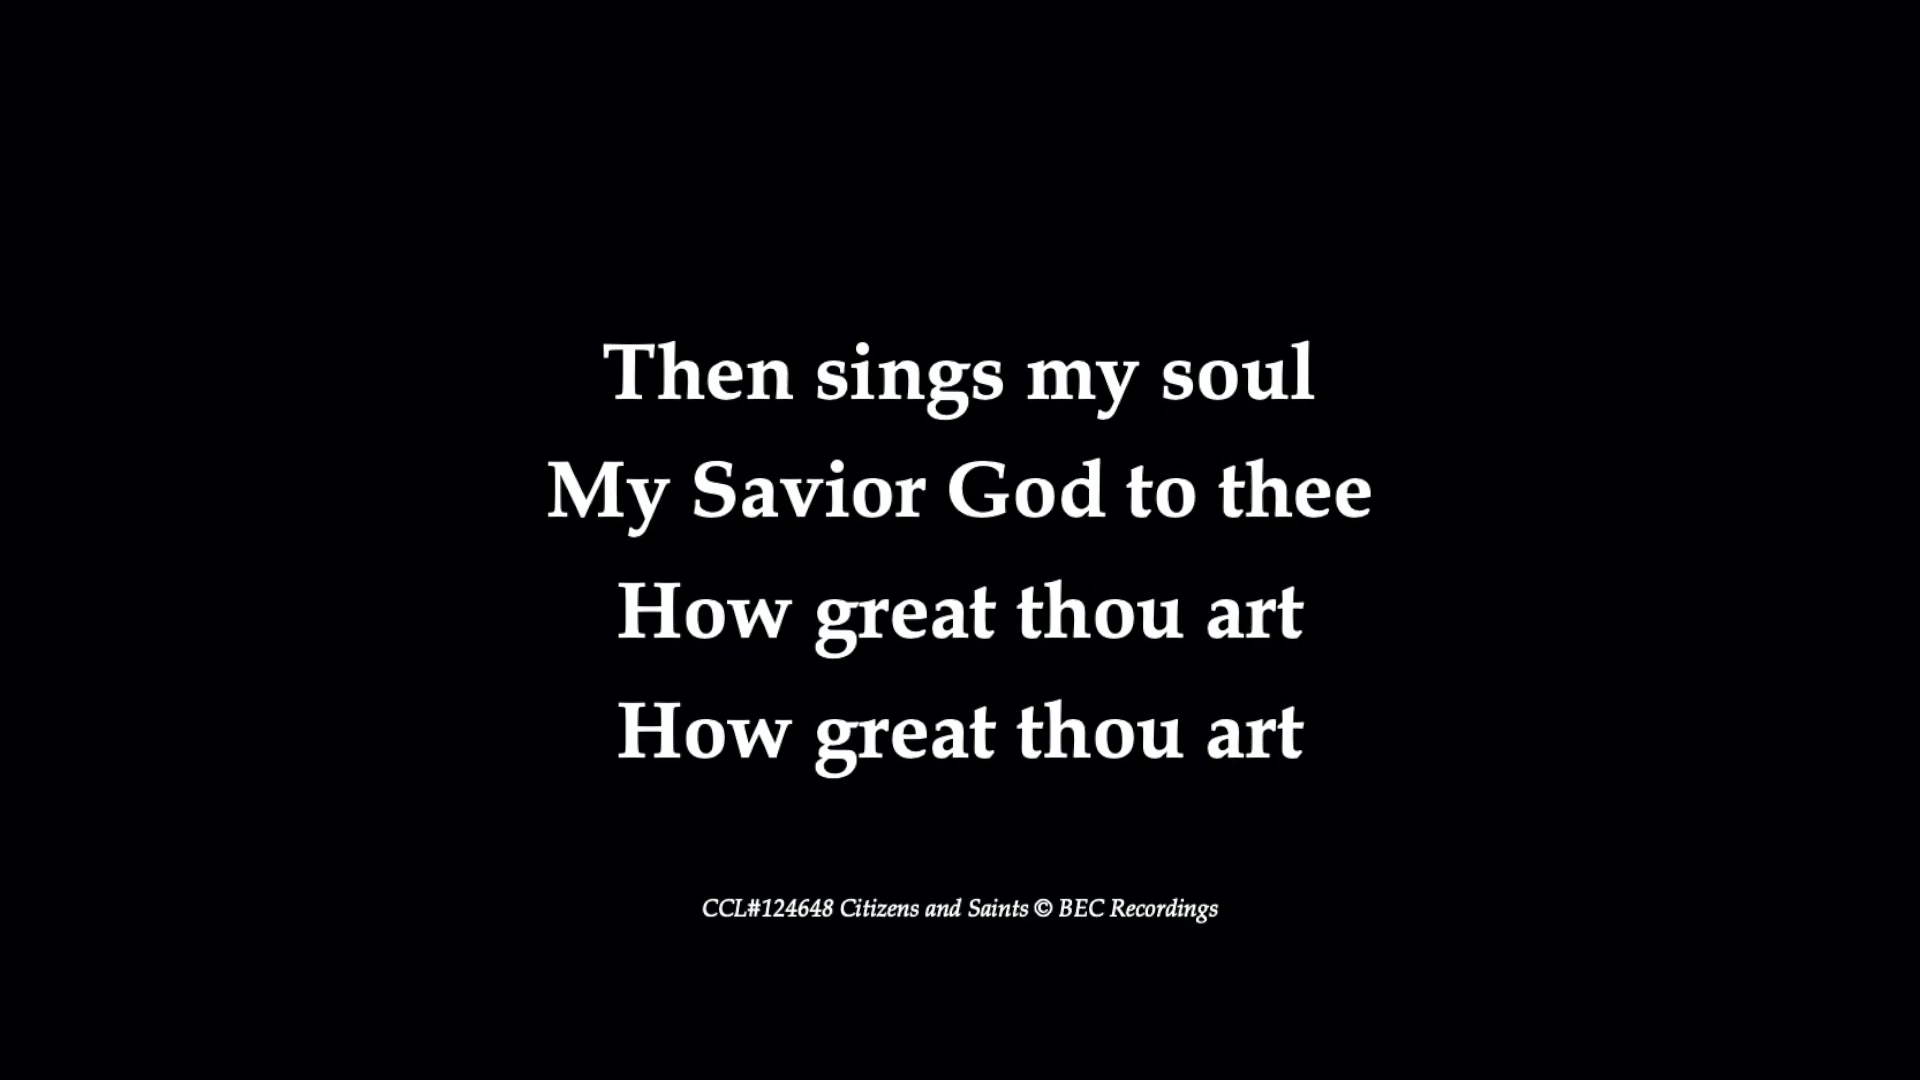 Then sings my soul
My Savior God to thee
How great thou art
How great thou art
CCL#124648 Citizens and Saints © BEC Recordings